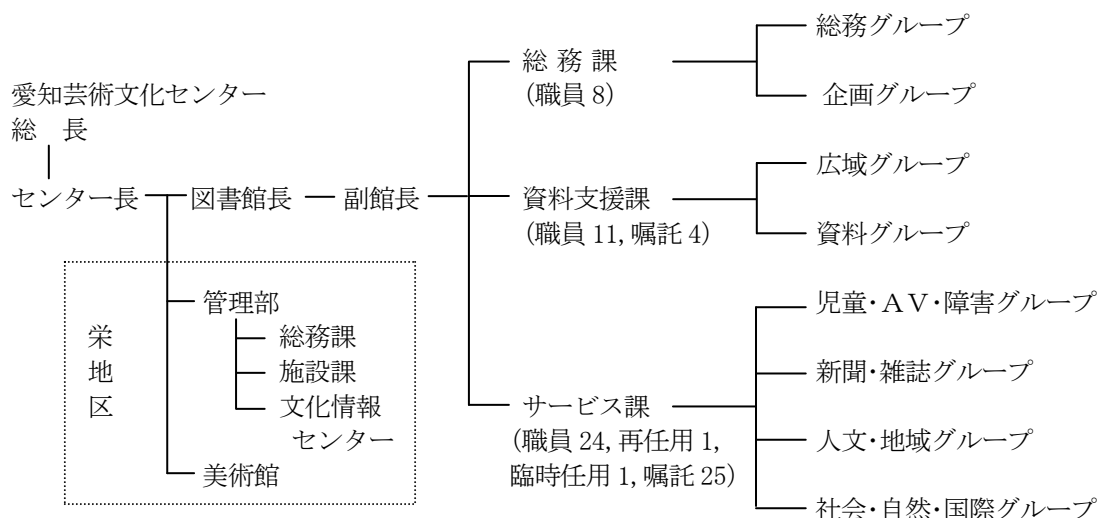 愛知芸術文化センター
総 長
センター長
図書館長
副館長
総 務 課
(職員 8)
総務グループ
企画グループ
資料支援課
(職員 11, 嘱託 4)
広域グループ
資料グループ
サービス課
(職員 24, 再任用 1,
臨時任用 1, 嘱託 25)
児童・ＡＶ・障害グループ
新聞・雑誌グループ
人文・地域グループ
社会・自然・国際グループ
栄
地
区
管理部
総務課
施設課
文化情報
センター
美術館